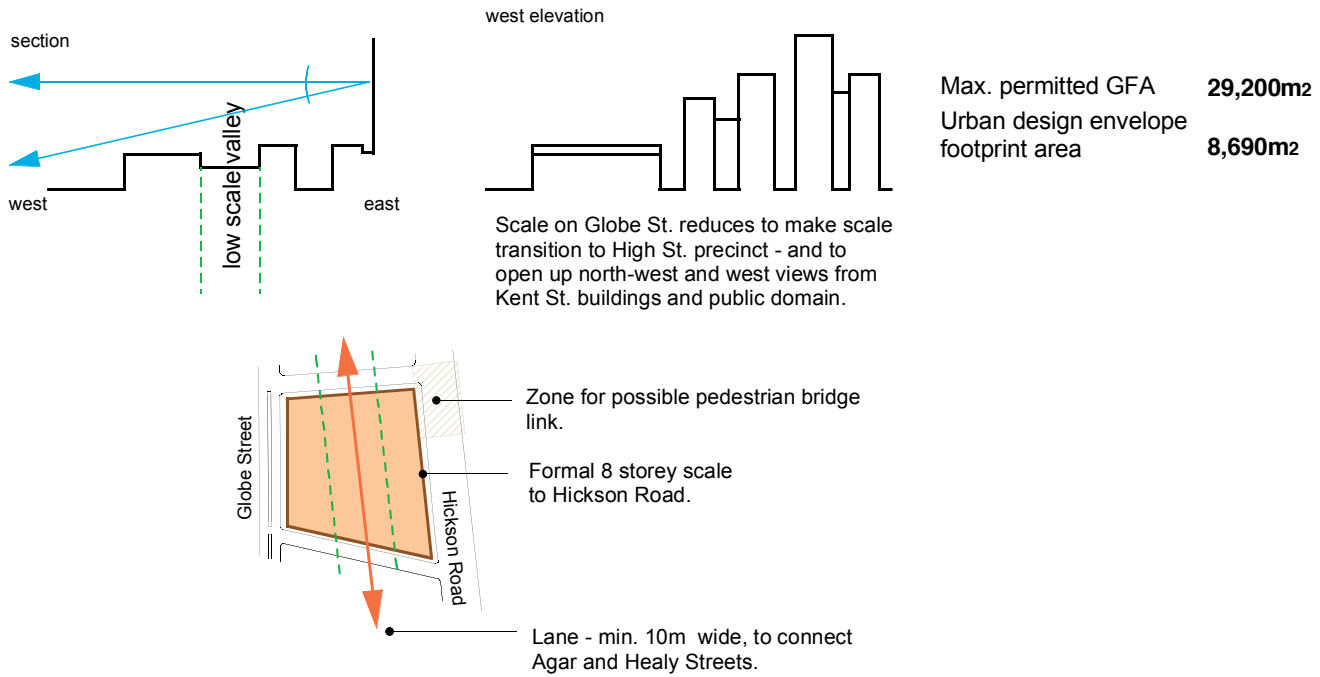 section
low scale valley
west
east
west elevation
Scale on Globe St. reduces to make scale
transition to High St. precinct - and to
open up north-west and west views from
Kent St. buildings and public domain.
Max. permitted GFA 29,200m2
Urban design envelope
footprint area 8,690m2
Globe Street
Hickson Road
Zone for possible pedestrian bridge
link.
Formal 8 storey scale
to Hickson Road.
Lane - min. 10m wide, to connect
Agar and Healy Streets.